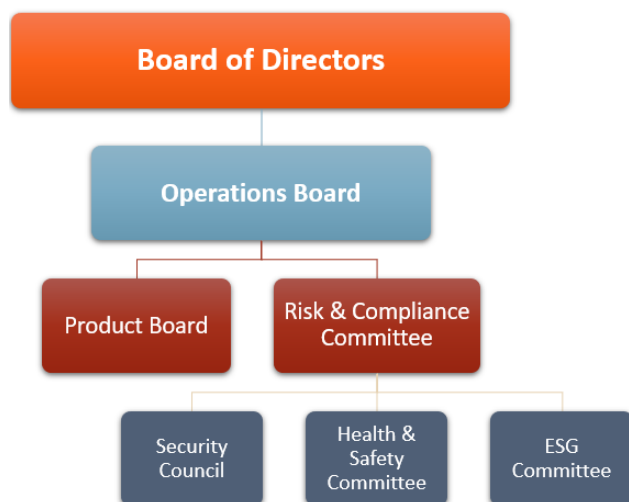 Board of Directors
Operations Board
Product Board
Risk & Compliance
Committee
Security
Council
Health &
Safety
Committee
ESG
Committee